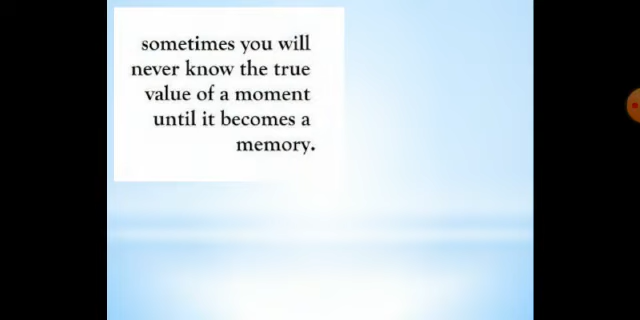 sometimes you will
never know the true
value of a moment
until it becomes a
memory.